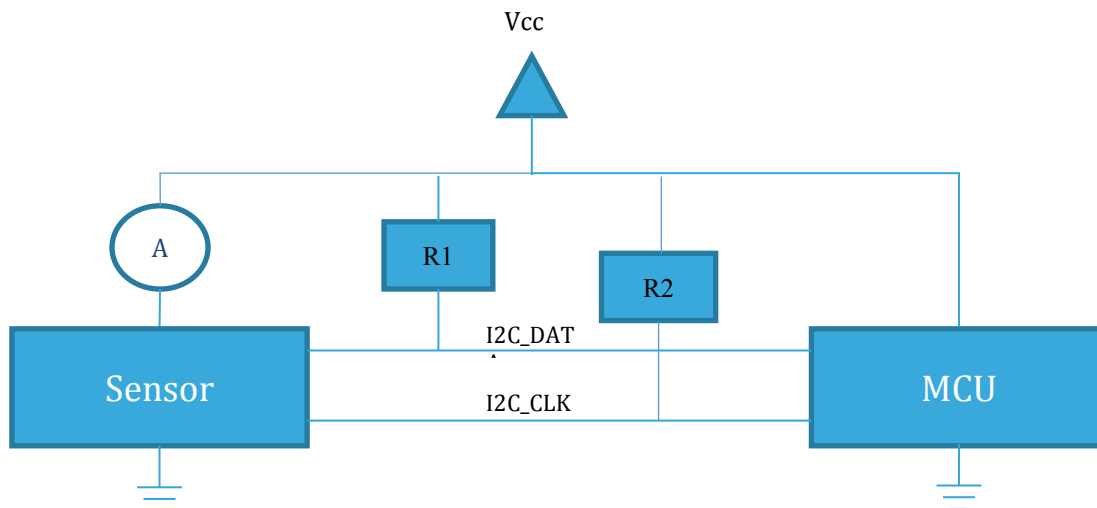 Vcc
A
R1
R2
I2C_DAT
I2C_CLK
Sensor
MCU